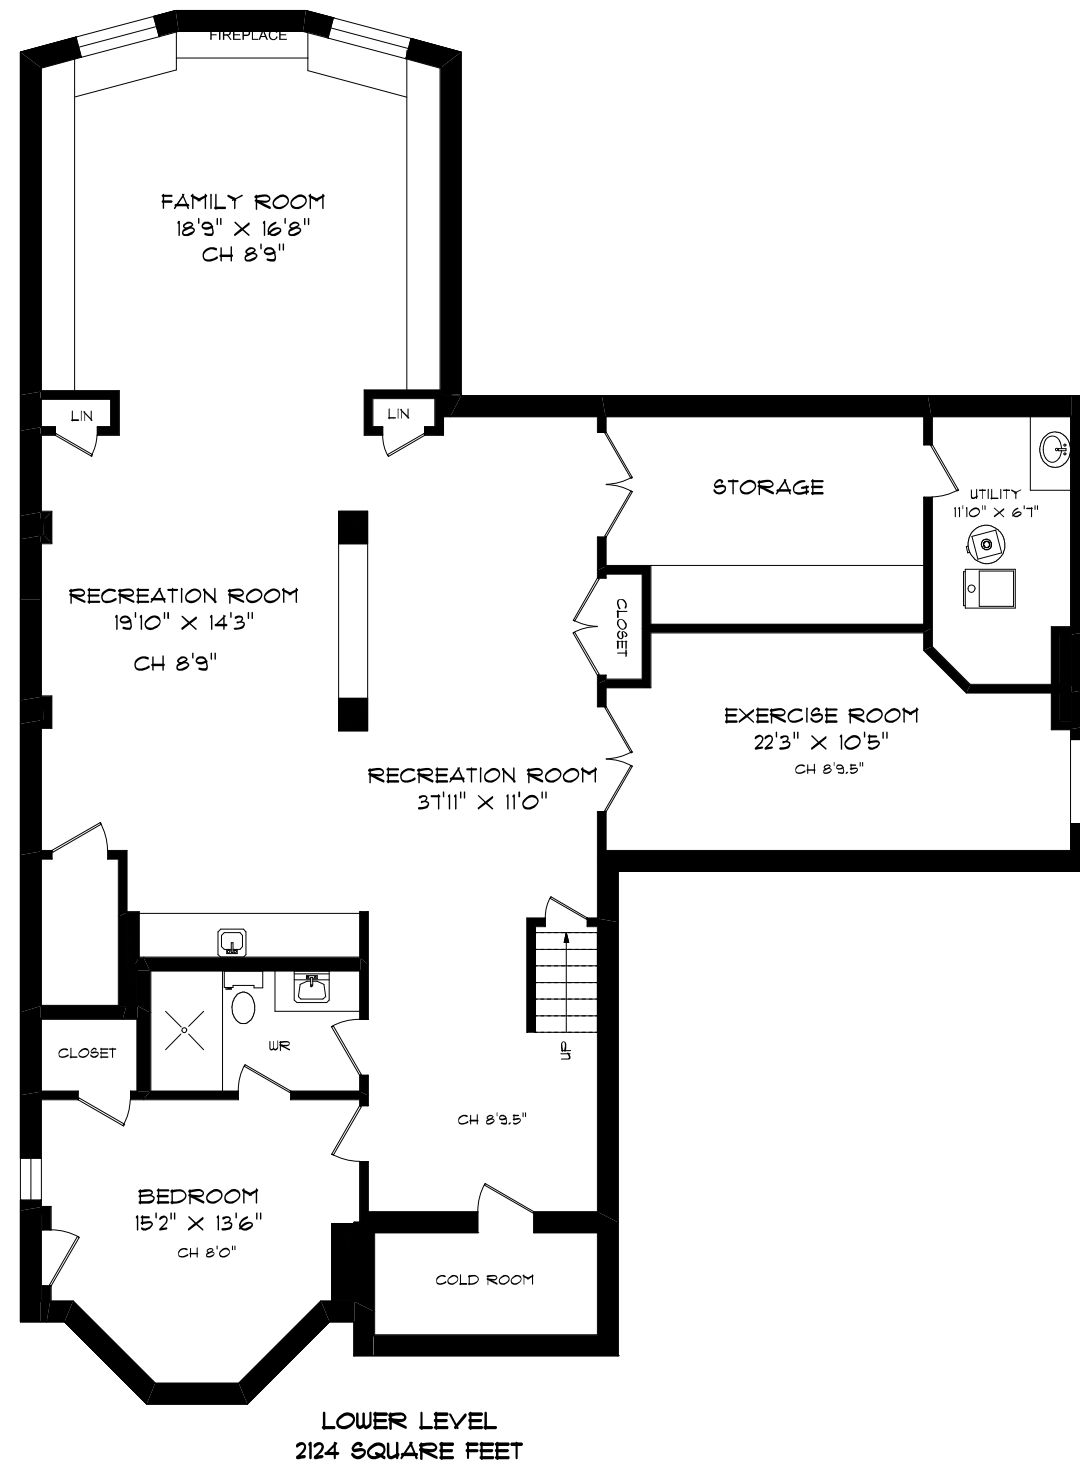 FIREPLACE
FAMILY ROOM
18'9" X 16'8"
CH 8'9"
LIN
LIN
STORAGE
UTILITY
11'10" X 6'7"
RECREATION ROOM
19'10" X 14'3"
CH 8'9"
CLOSET
EXERCISE ROOM
22'3" X 10'5"
CH 8'9.5"
RECREATION ROOM
37'11" X 11'0"
WR
CLOSET
UP
CH 8'9.5"
BEDROOM
15'2" X 13'6"
CH 8'0"
COLD ROOM
LOWER LEVEL
2124 SQUARE FEET